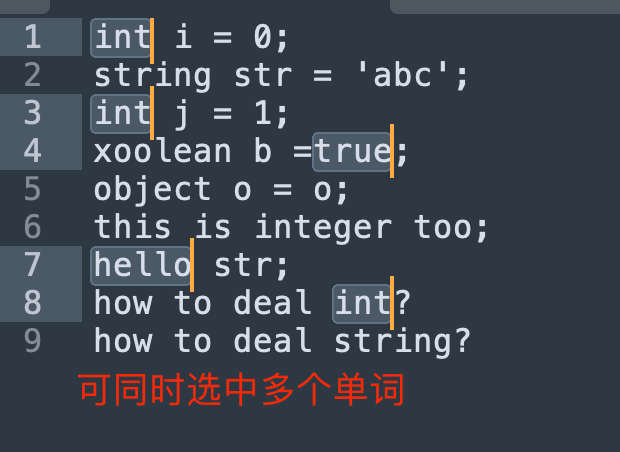 1 int i = 0;
2 string str = 'abc';
3 int j = 1;
4 xoolean b =true;
5 object o = o;
6 this is integer too;
7 hello str;
8 how to deal int?
9 how to deal string?
可同时选中多个单词